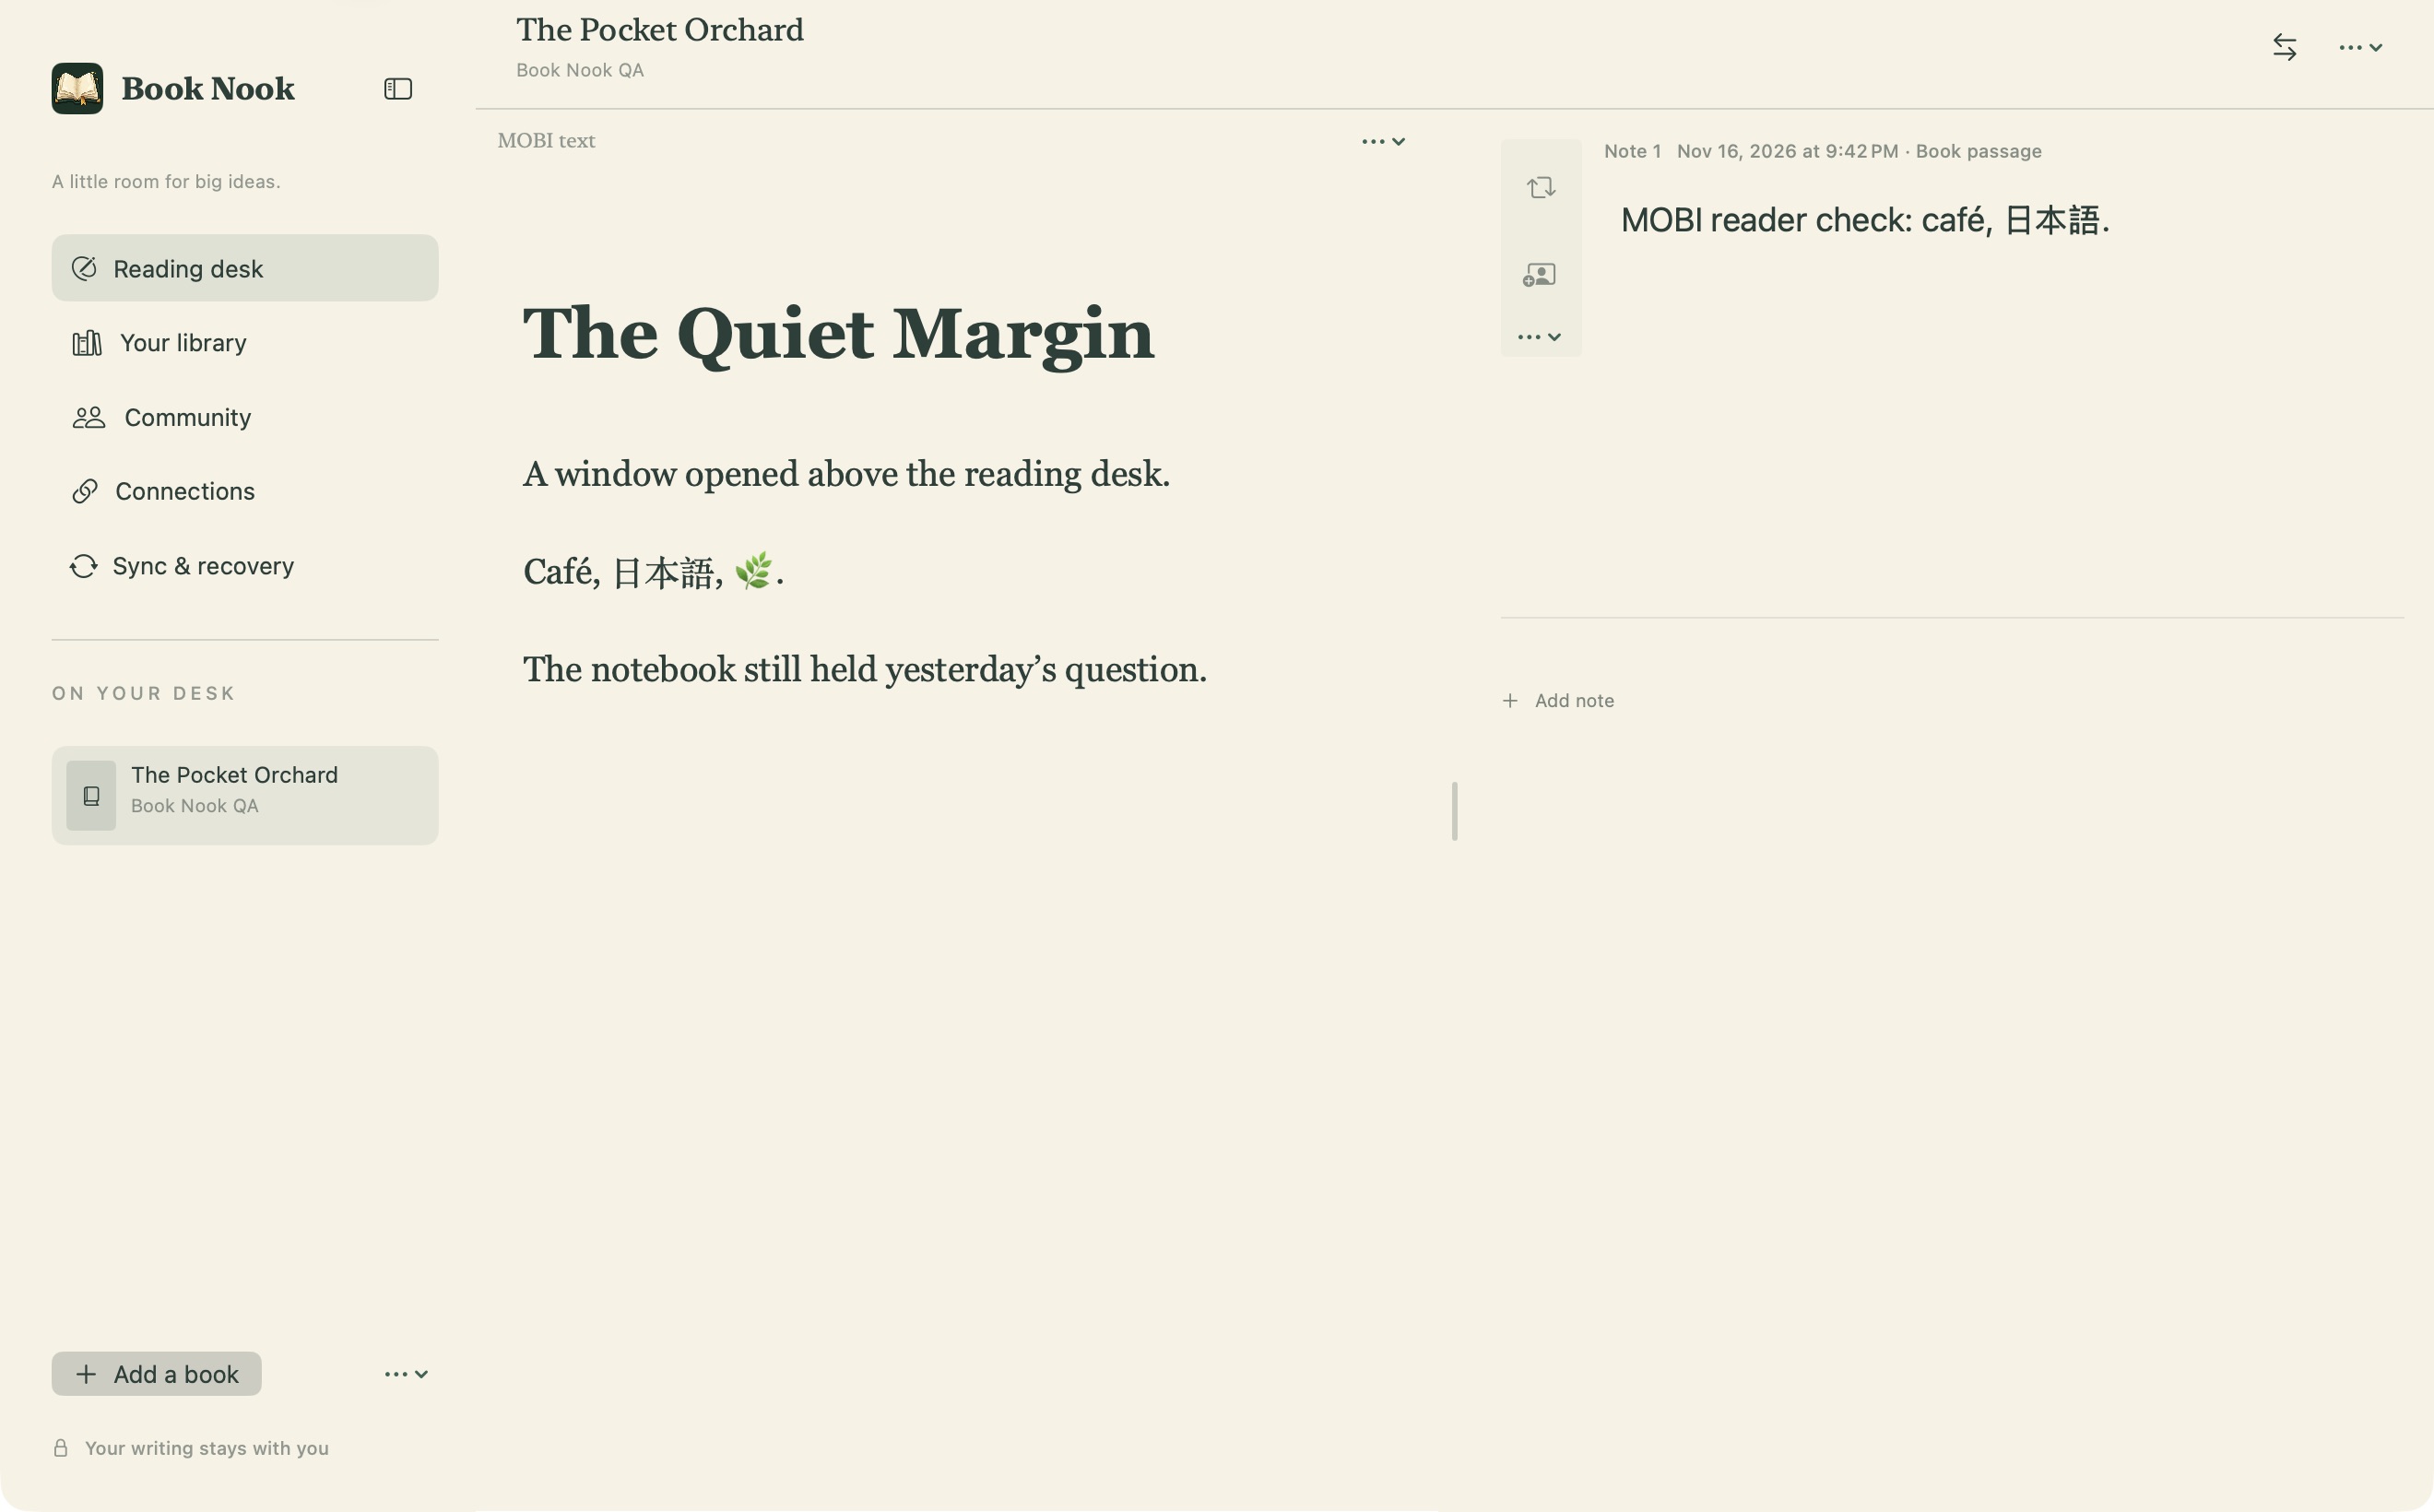 Book Nook
A little room for big ideas.
Reading desk
Your library
Community
Connections
Sync & recovery
ON YOUR DESK
The Pocket Orchard
Book Nook QA
Add a book
Your writing stays with you
The Pocket Orchard
Book Nook QA
MOBI text
The Quiet Margin
A window opened above the reading desk.
Café, 日本語, 🌿.
The notebook still held yesterday’s question.
Note 1 Nov 16, 2026 at 9:42 PM · Book passage
MOBI reader check: café, 日本語.
Add note